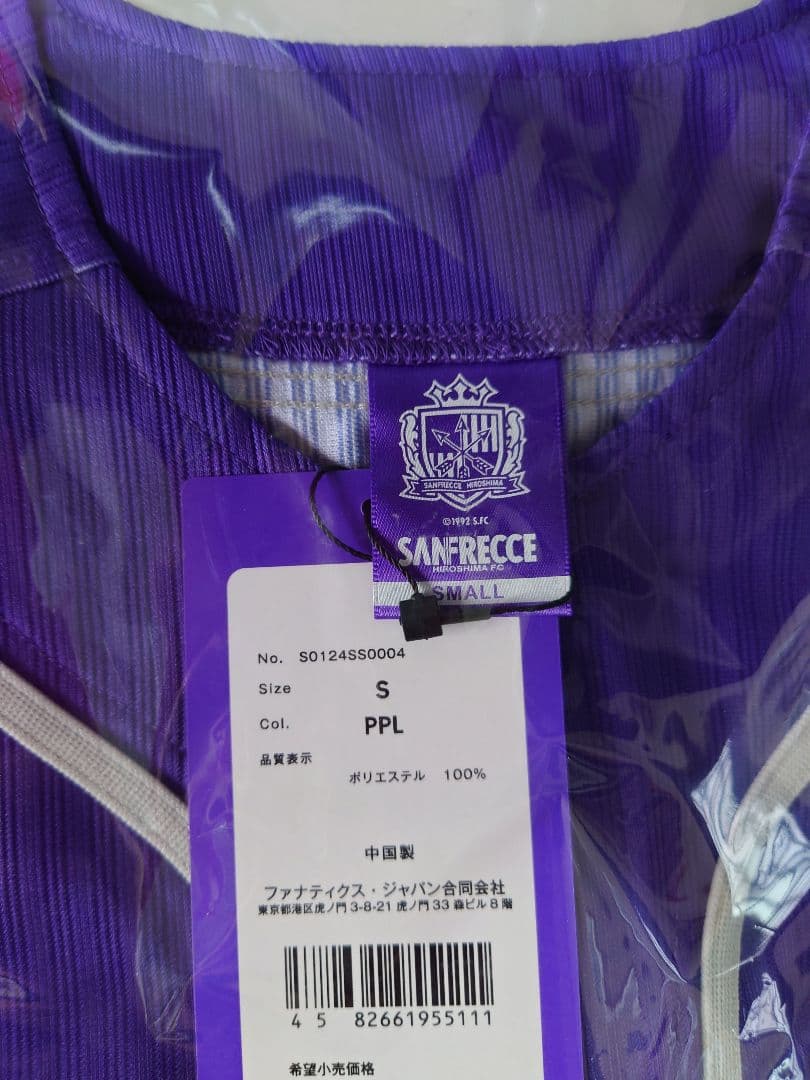 SANFRECCE HIROSHIMA
©1992 S.FC
SANFRECCE
HIROSHIMA FC
SMALL
No. S0124SS0004
Size S
Col. PPL
品質表示
ポリエステル 100%
中国製
ファナティクス・ジャパン合同会社
東京都港区虎ノ門 3-8-21 虎ノ門 33 森ビル 8 階
4 5 82661955111
希望小売価格